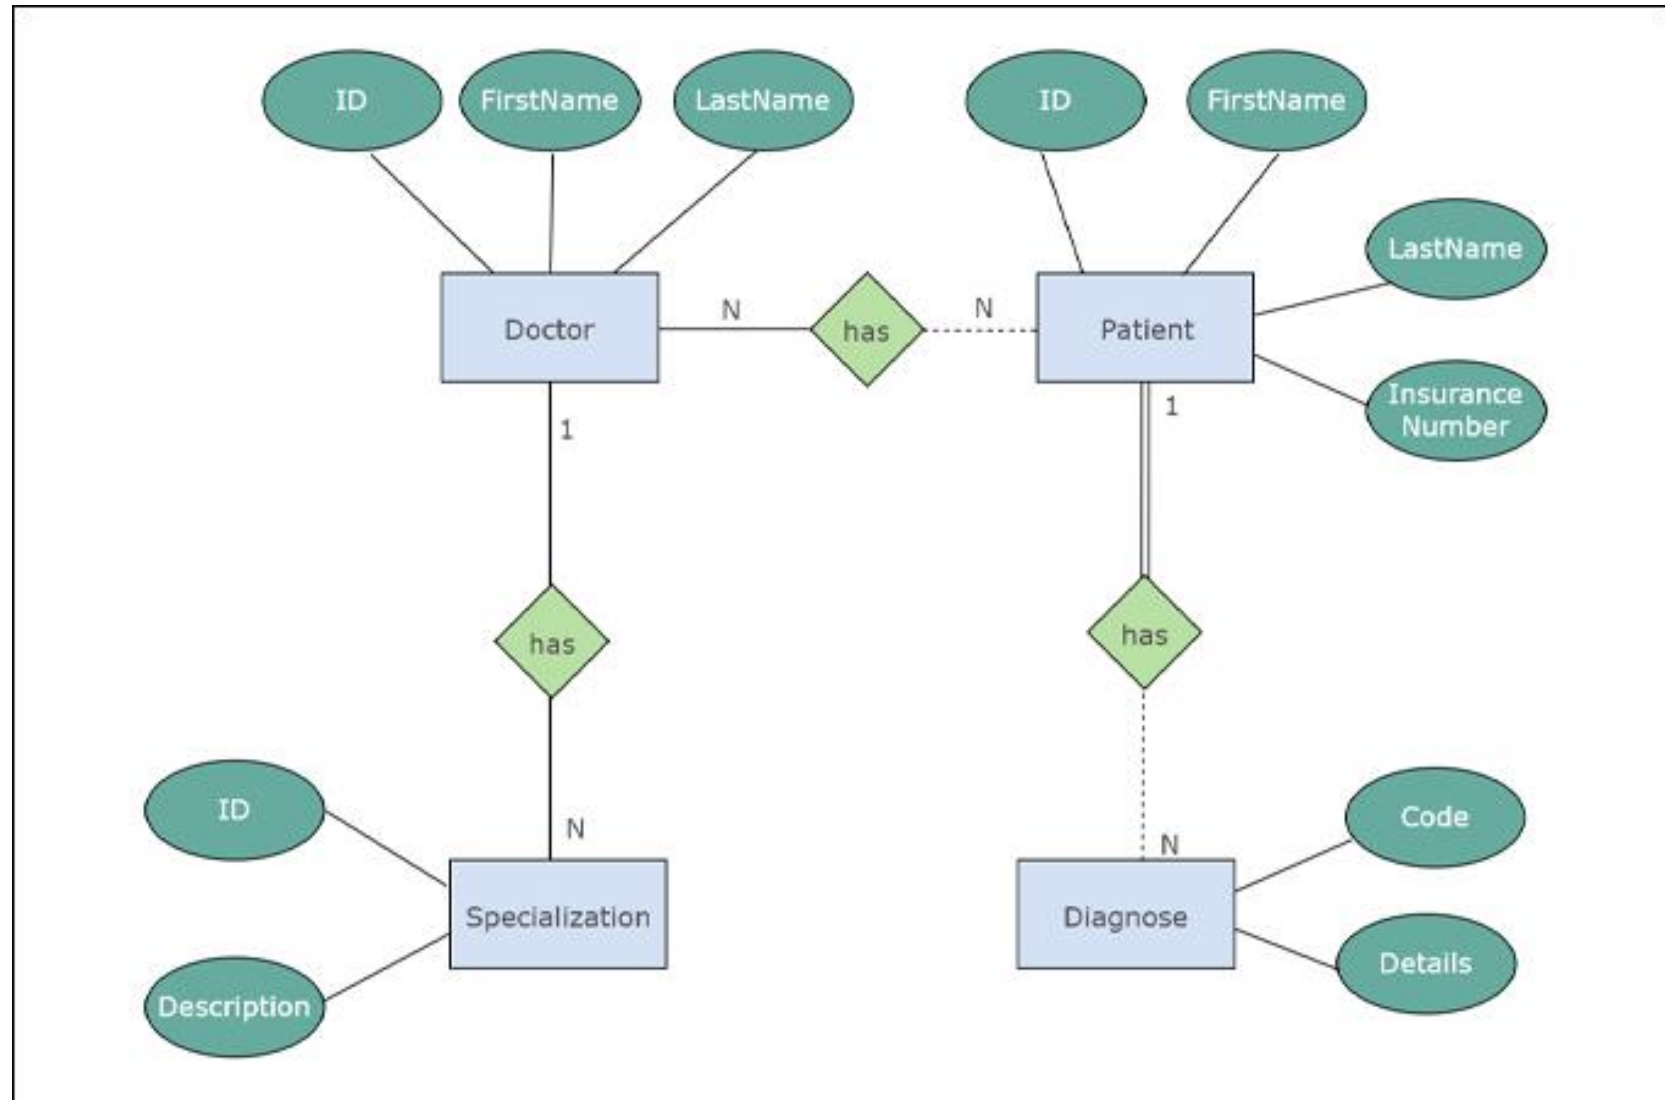 ID
FirstName
LastName
ID
FirstName
LastName
Doctor
N
has
N
Patient
Insurance
Number
1
1
has
has
ID
N
N
Code
Specialization
Diagnose
Details
Description